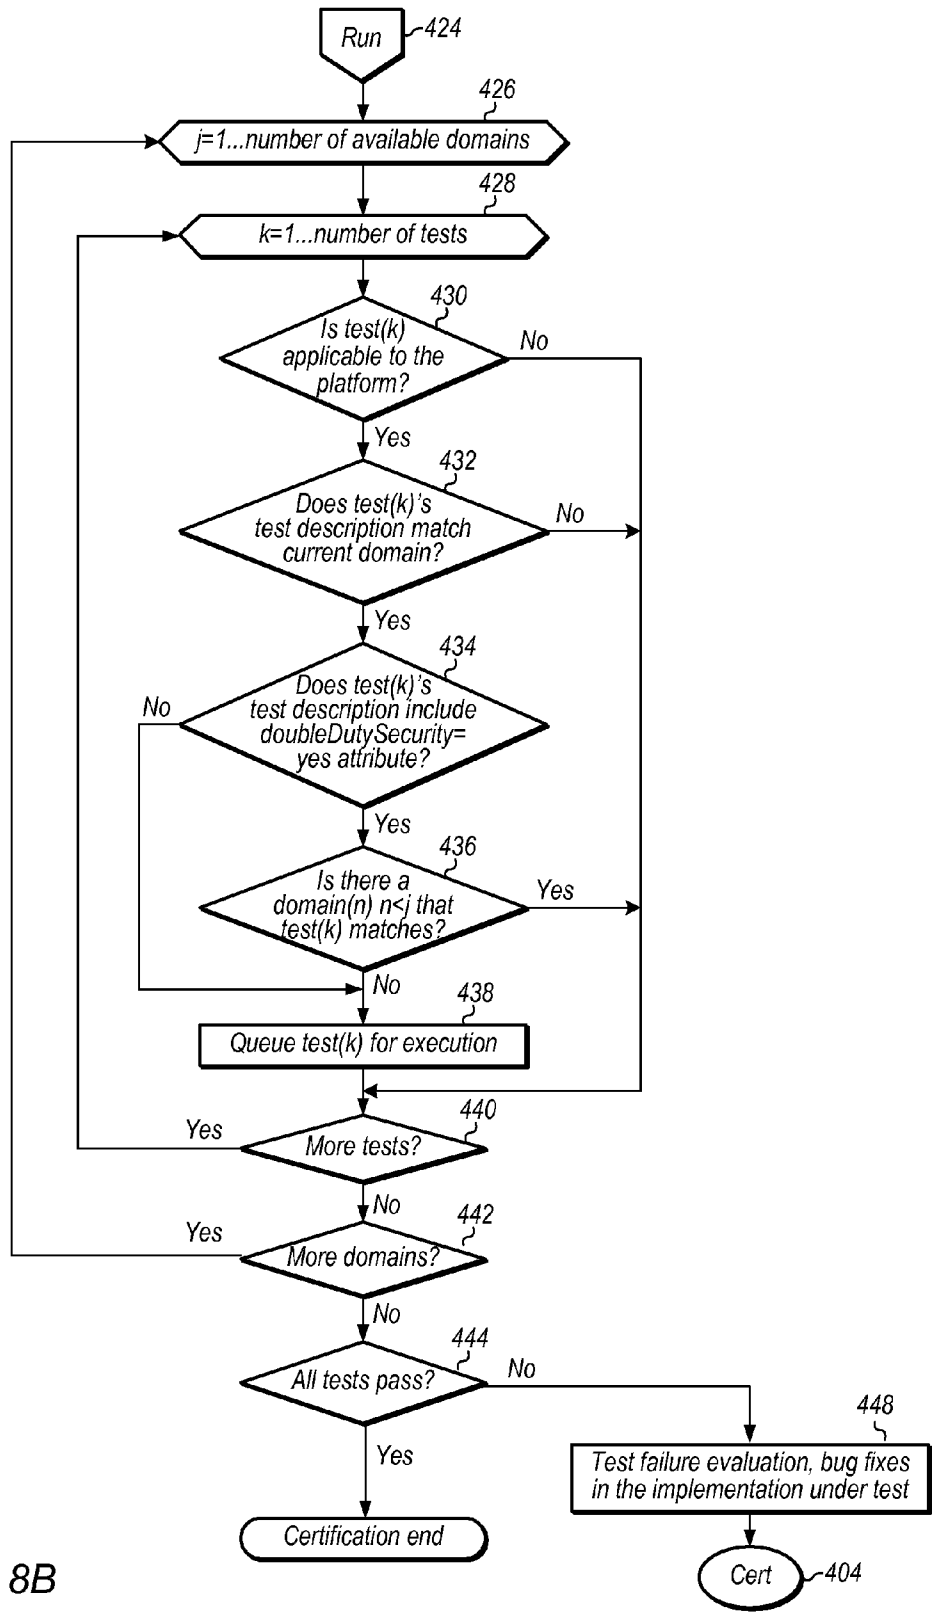 Run
424
426
j=1...number of available domains
428
k=1...number of tests
430
Is test(k)
applicable to the
platform?
No
Yes
432
Does test(k)'s
test description match
current domain?
No
Yes
434
Does test(k)'s
test description include
doubleDutySecurity=
yes attribute?
No
Yes
436
Is there a
domain(n) n<j that
test(k) matches?
Yes
No
438
Queue test(k) for execution
440
More tests?
Yes
No
442
More domains?
Yes
No
444
All tests pass?
No
Yes
448
Test failure evaluation, bug fixes
in the implementation under test
Certification end
Cert
404
8B